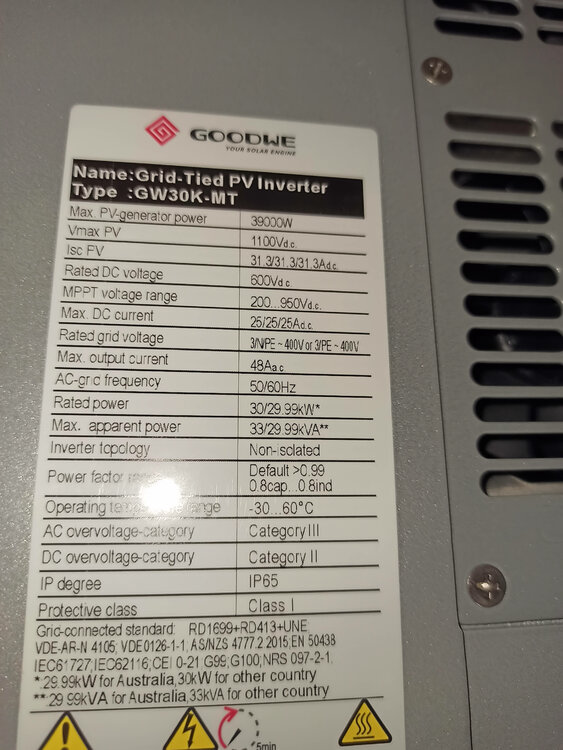 GOODWE
YOUR SOLAR ENGINE
Name:Grid-Tied PV Inverter
Type :GW30K-MT
Max. PV-generator power 39000W
Vmax PV 1100Vd.c.
Isc PV 31.3/31.3/31.3Ad.c.
Rated DC voltage 600Vd.c.
MPPT voltage range 200...950Vd.c.
Max. DC current 25/25/25Ad.c.
Rated grid voltage 3/N/PE ~ 400V or 3/PE ~ 400V
Max. output current 48Aa.c
AC-grid frequency 50/60Hz
Rated power 30/29.99kW*
Max. apparent power 33/29.99kVA**
Inverter topology Non-isolated
Power factor Default >0.99
0.8cap...0.8ind
Operating range -30...60°C
AC overvoltage-category Category III
DC overvoltage-category Category II
IP degree IP65
Protective class Class I
Grid-connected standard: RD1699+RD413+UNE
VDE-AR-N 4105; VDE0126-1-1; AS/NZS 4777.2:2015;EN 50438
IEC61727;IEC62116;CEI 0-21;G99;G100;NRS 097-2-1
*:29.99kW for Australia,30kW for other country
**:29.99kVA for Australia,33kVA for other country
5min